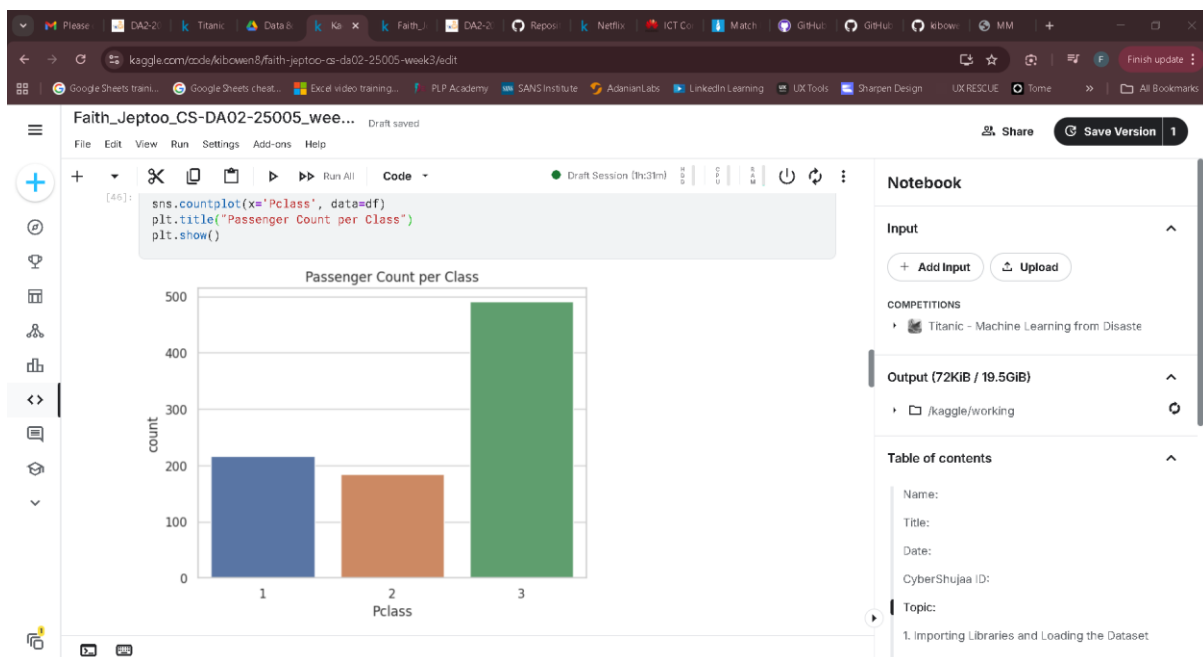 Please
DA2-2(
Titanic
Data &
Ka
Faith_J
DA2-2(
Reposi
Netflix
ICT Co
Match
GitHub:
GitHub:
kibowe
MM
kaggle.com/code/kibowen8/faith-jeptoo-cs-da02-25005-week3/edit
F
Finish update
Google Sheets traini...
Google Sheets cheat...
Excel video training...
PLP Academy
SANS Institute
AdanianLabs
LinkedIn Learning
UX Tools
Sharpen Design
UX RESCUE
Tome
All Bookmarks
Faith_Jeptoo_CS-DA02-25005_wee...
Draft saved
File Edit View Run Settings Add-ons Help
Share
Save Version 1
Run All
Code
Draft Session (1h:31m)
HDD
CPU
RAM
[46]:
sns.countplot(x='Pclass', data=df)
plt.title("Passenger Count per Class")
plt.show()
Passenger Count per Class
500
400
300
200
100
0
count
1 2 3
Pclass
Notebook
Input
+ Add Input
Upload
COMPETITIONS
Titanic - Machine Learning from Disaste
Output (72KiB / 19.5GiB)
/kaggle/working
Table of contents
Name:
Title:
Date:
CyberShujaa ID:
Topic:
1. Importing Libraries and Loading the Dataset
1